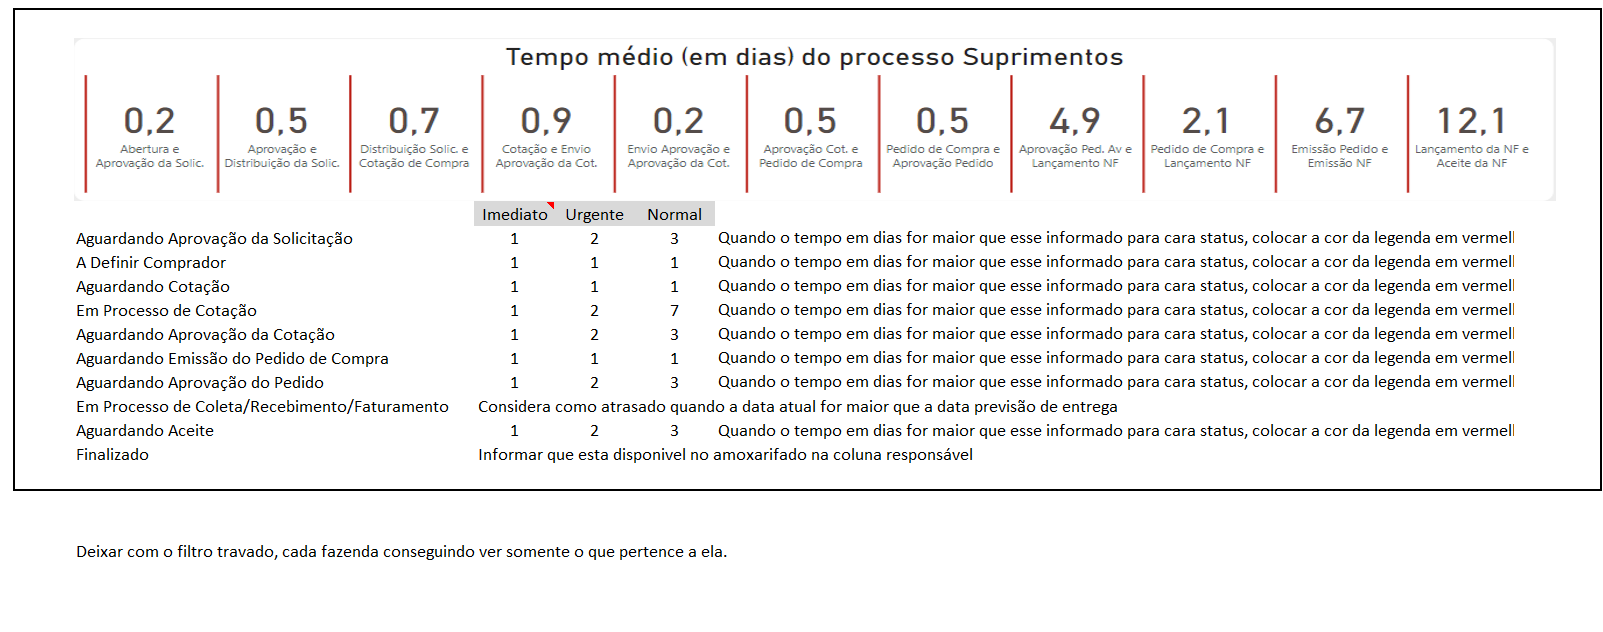 Tempo médio (em dias) do processo Suprimentos
0,2 0,5 0,7 0,9 0,2 0,5 0,5 4,9 2,1 6,7 12,1
Abertura e Aprovação da Solic.
Aprovação e Distribuição da Solic.
Distribuição Solic. e Cotação de Compra
Cotação e Envio Aprovação da Cot.
Envio Aprovação e Aprovação da Cot.
Aprovação Cot. e Pedido de Compra
Pedido de Compra e Aprovação Pedido
Aprovação Ped. Av e Lançamento NF
Pedido de Compra e Lançamento NF
Emissão Pedido e Emissão NF
Lançamento da NF e Aceite da NF
Imediato Urgente Normal
Aguardando Aprovação da Solicitação 1 2 3 Quando o tempo em dias for maior que esse informado para cara status, colocar a cor da legenda em vermell
A Definir Comprador 1 1 1 Quando o tempo em dias for maior que esse informado para cara status, colocar a cor da legenda em vermell
Aguardando Cotação 1 1 1 Quando o tempo em dias for maior que esse informado para cara status, colocar a cor da legenda em vermell
Em Processo de Cotação 1 2 7 Quando o tempo em dias for maior que esse informado para cara status, colocar a cor da legenda em vermell
Aguardando Aprovação da Cotação 1 2 3 Quando o tempo em dias for maior que esse informado para cara status, colocar a cor da legenda em vermell
Aguardando Emissão do Pedido de Compra 1 1 1 Quando o tempo em dias for maior que esse informado para cara status, colocar a cor da legenda em vermell
Aguardando Aprovação do Pedido 1 2 3 Quando o tempo em dias for maior que esse informado para cara status, colocar a cor da legenda em vermell
Em Processo de Coleta/Recebimento/Faturamento Considera como atrasado quando a data atual for maior que a data previsão de entrega
Aguardando Aceite 1 2 3 Quando o tempo em dias for maior que esse informado para cara status, colocar a cor da legenda em vermell
Finalizado Informar que esta disponivel no amoxarifado na coluna responsável
Deixar com o filtro travado, cada fazenda conseguindo ver somente o que pertence a ela.